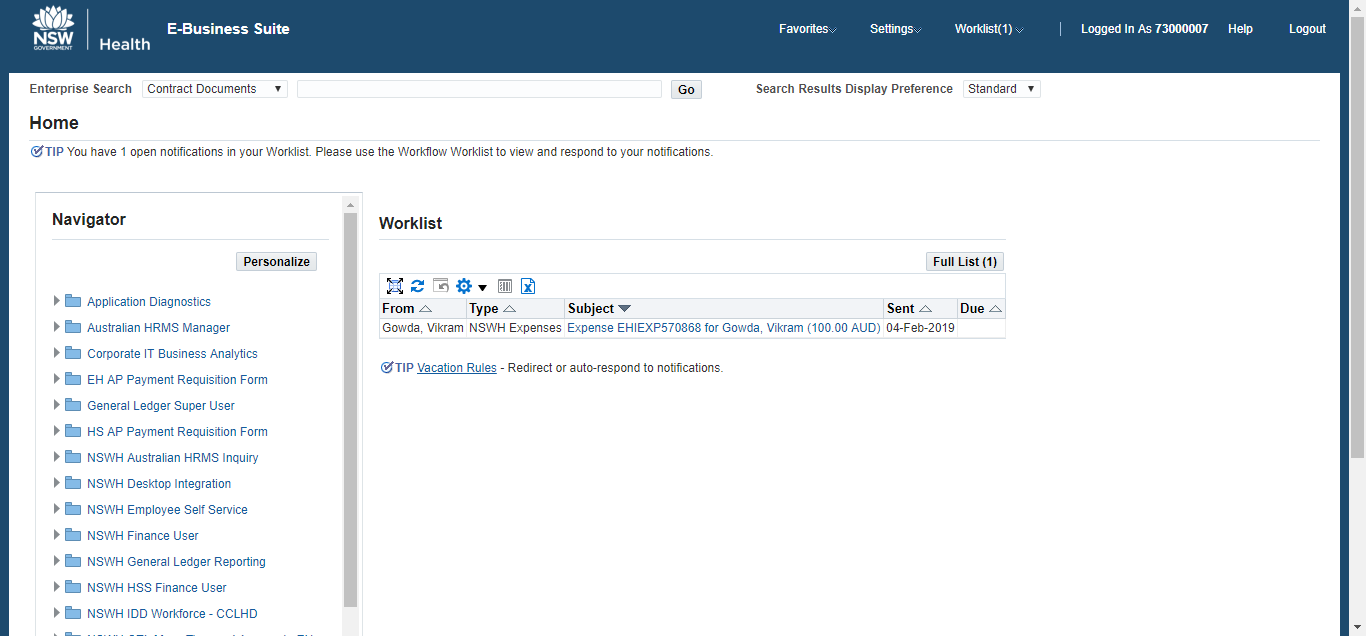 NSW
GOVERNMENT
Health
E-Business Suite
Favorites
Settings
Worklist(1)
Logged In As 73000007
Help
Logout
Enterprise Search
Contract Documents
Go
Search Results Display Preference
Standard
Home
TIP You have 1 open notifications in your Worklist. Please use the Workflow Worklist to view and respond to your notifications.
Navigator
Personalize
Application Diagnostics
Australian HRMS Manager
Corporate IT Business Analytics
EH AP Payment Requisition Form
General Ledger Super User
HS AP Payment Requisition Form
NSWH Australian HRMS Inquiry
NSWH Desktop Integration
NSWH Employee Self Service
NSWH Finance User
NSWH General Ledger Reporting
NSWH HSS Finance User
NSWH IDD Workforce - CCLHD
Worklist
Full List (1)
From Type Subject Sent Due
Gowda, Vikram NSWH Expenses Expense EHIEXP570868 for Gowda, Vikram (100.00 AUD) 04-Feb-2019
TIP Vacation Rules - Redirect or auto-respond to notifications.